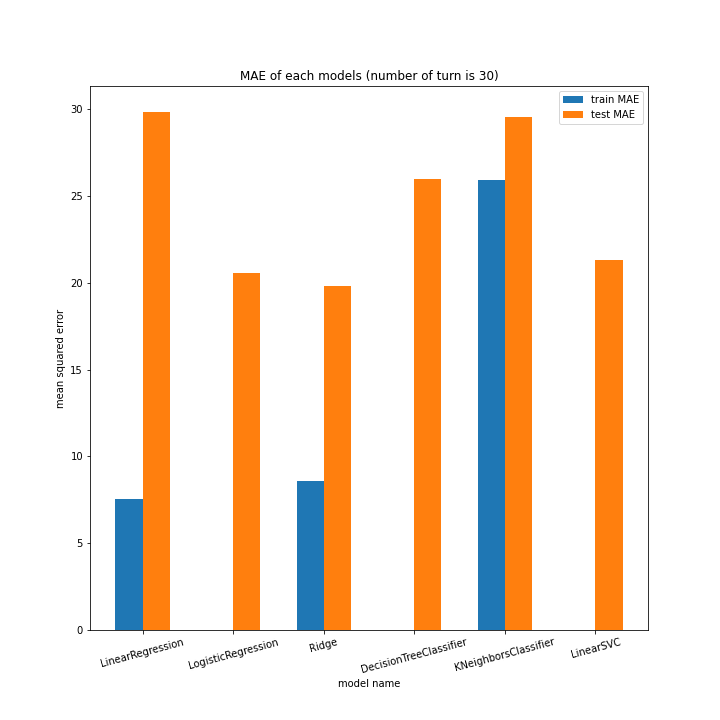 MAE of each models (number of turn is 30)
train MAE
test MAE
mean squared error
30
25
20
15
10
5
0
LinearRegression
LogisticRegression
Ridge
DecisionTreeClassifier
KNeighborsClassifier
LinearSVC
model name